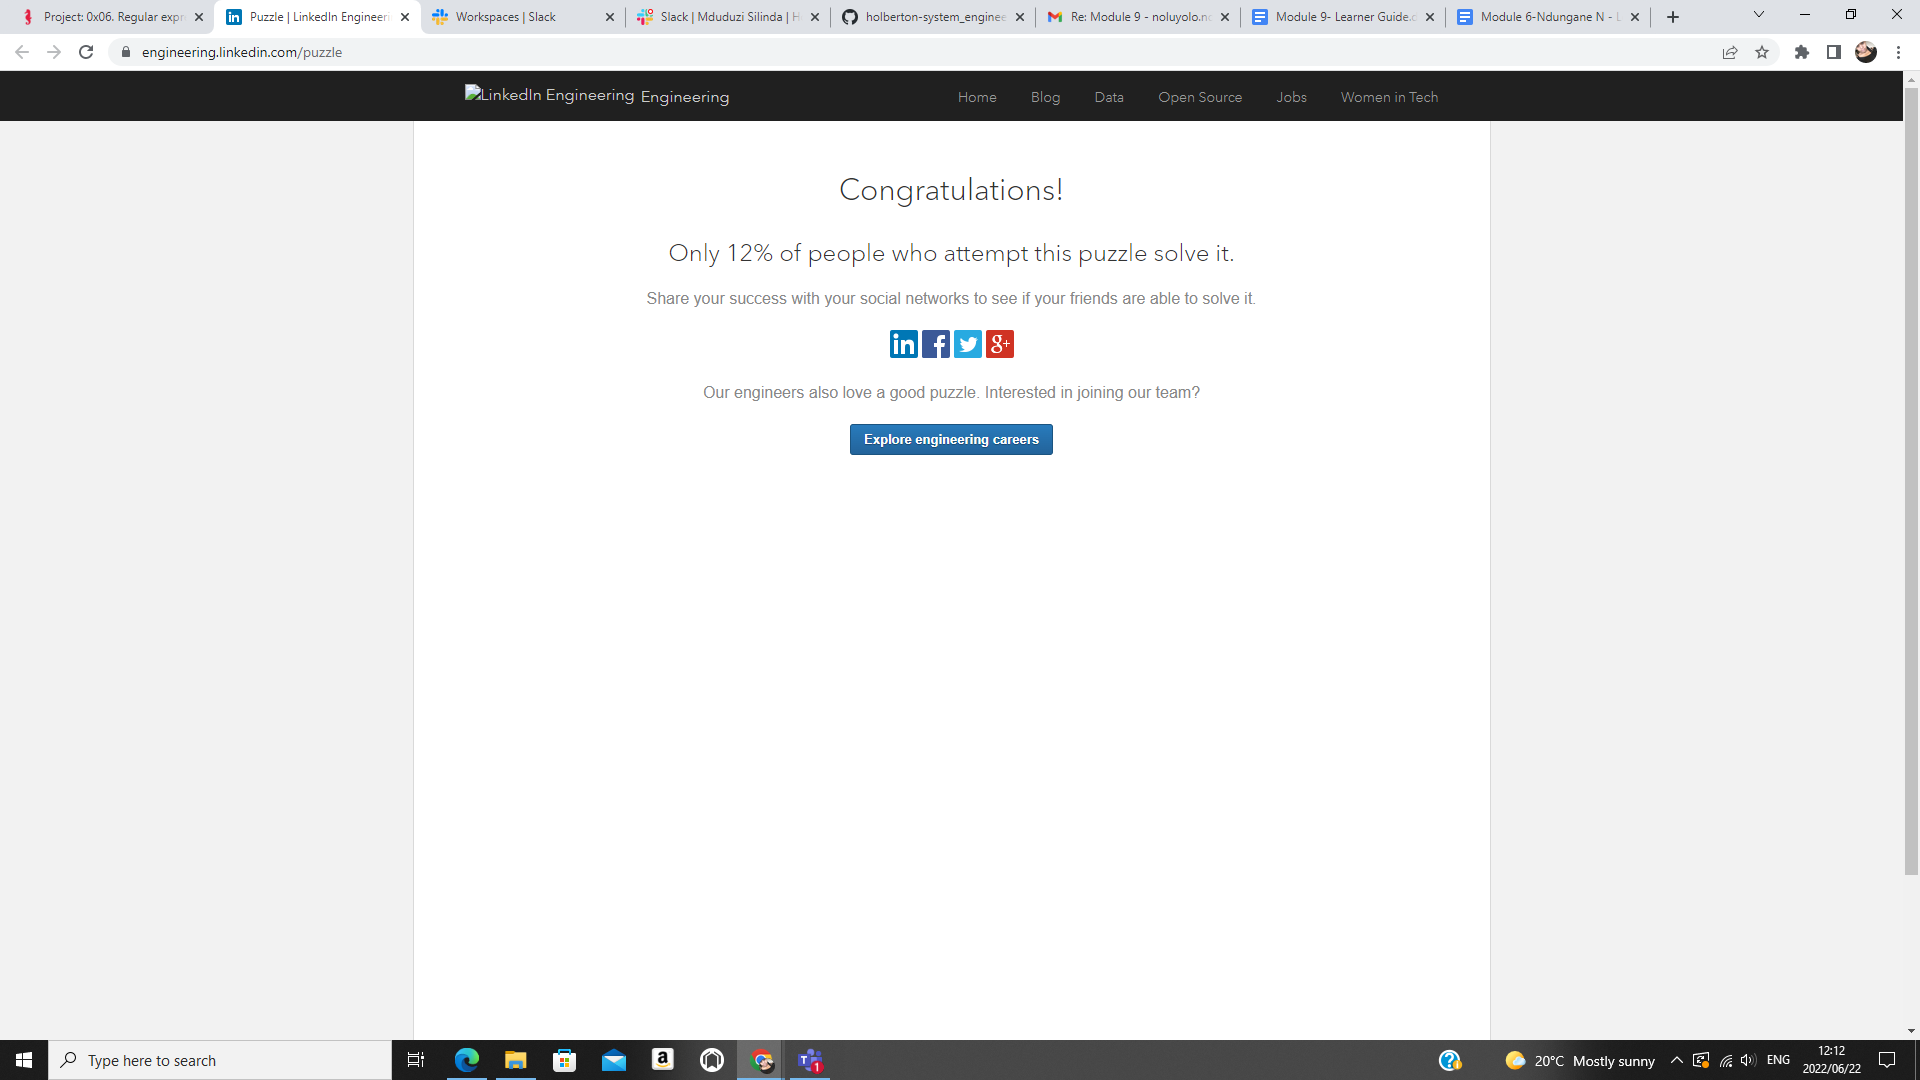 Project: 0x06. Regular expr
Puzzle | LinkedIn Engineeri
Workspaces | Slack
Slack | Mduduzi Silinda | H
holberton-system_enginee
Re: Module 9 - noluyolo.n
Module 9- Learner Guide.
Module 6-Ndungane N - L
engineering.linkedin.com/puzzle
LinkedIn Engineering Engineering
Home
Blog
Data
Open Source
Jobs
Women in Tech
Congratulations!
Only 12% of people who attempt this puzzle solve it.
Share your success with your social networks to see if your friends are able to solve it.
in f g+
Our engineers also love a good puzzle. Interested in joining our team?
Explore engineering careers
Type here to search
20°C Mostly sunny
ENG
12:12
2022/06/22